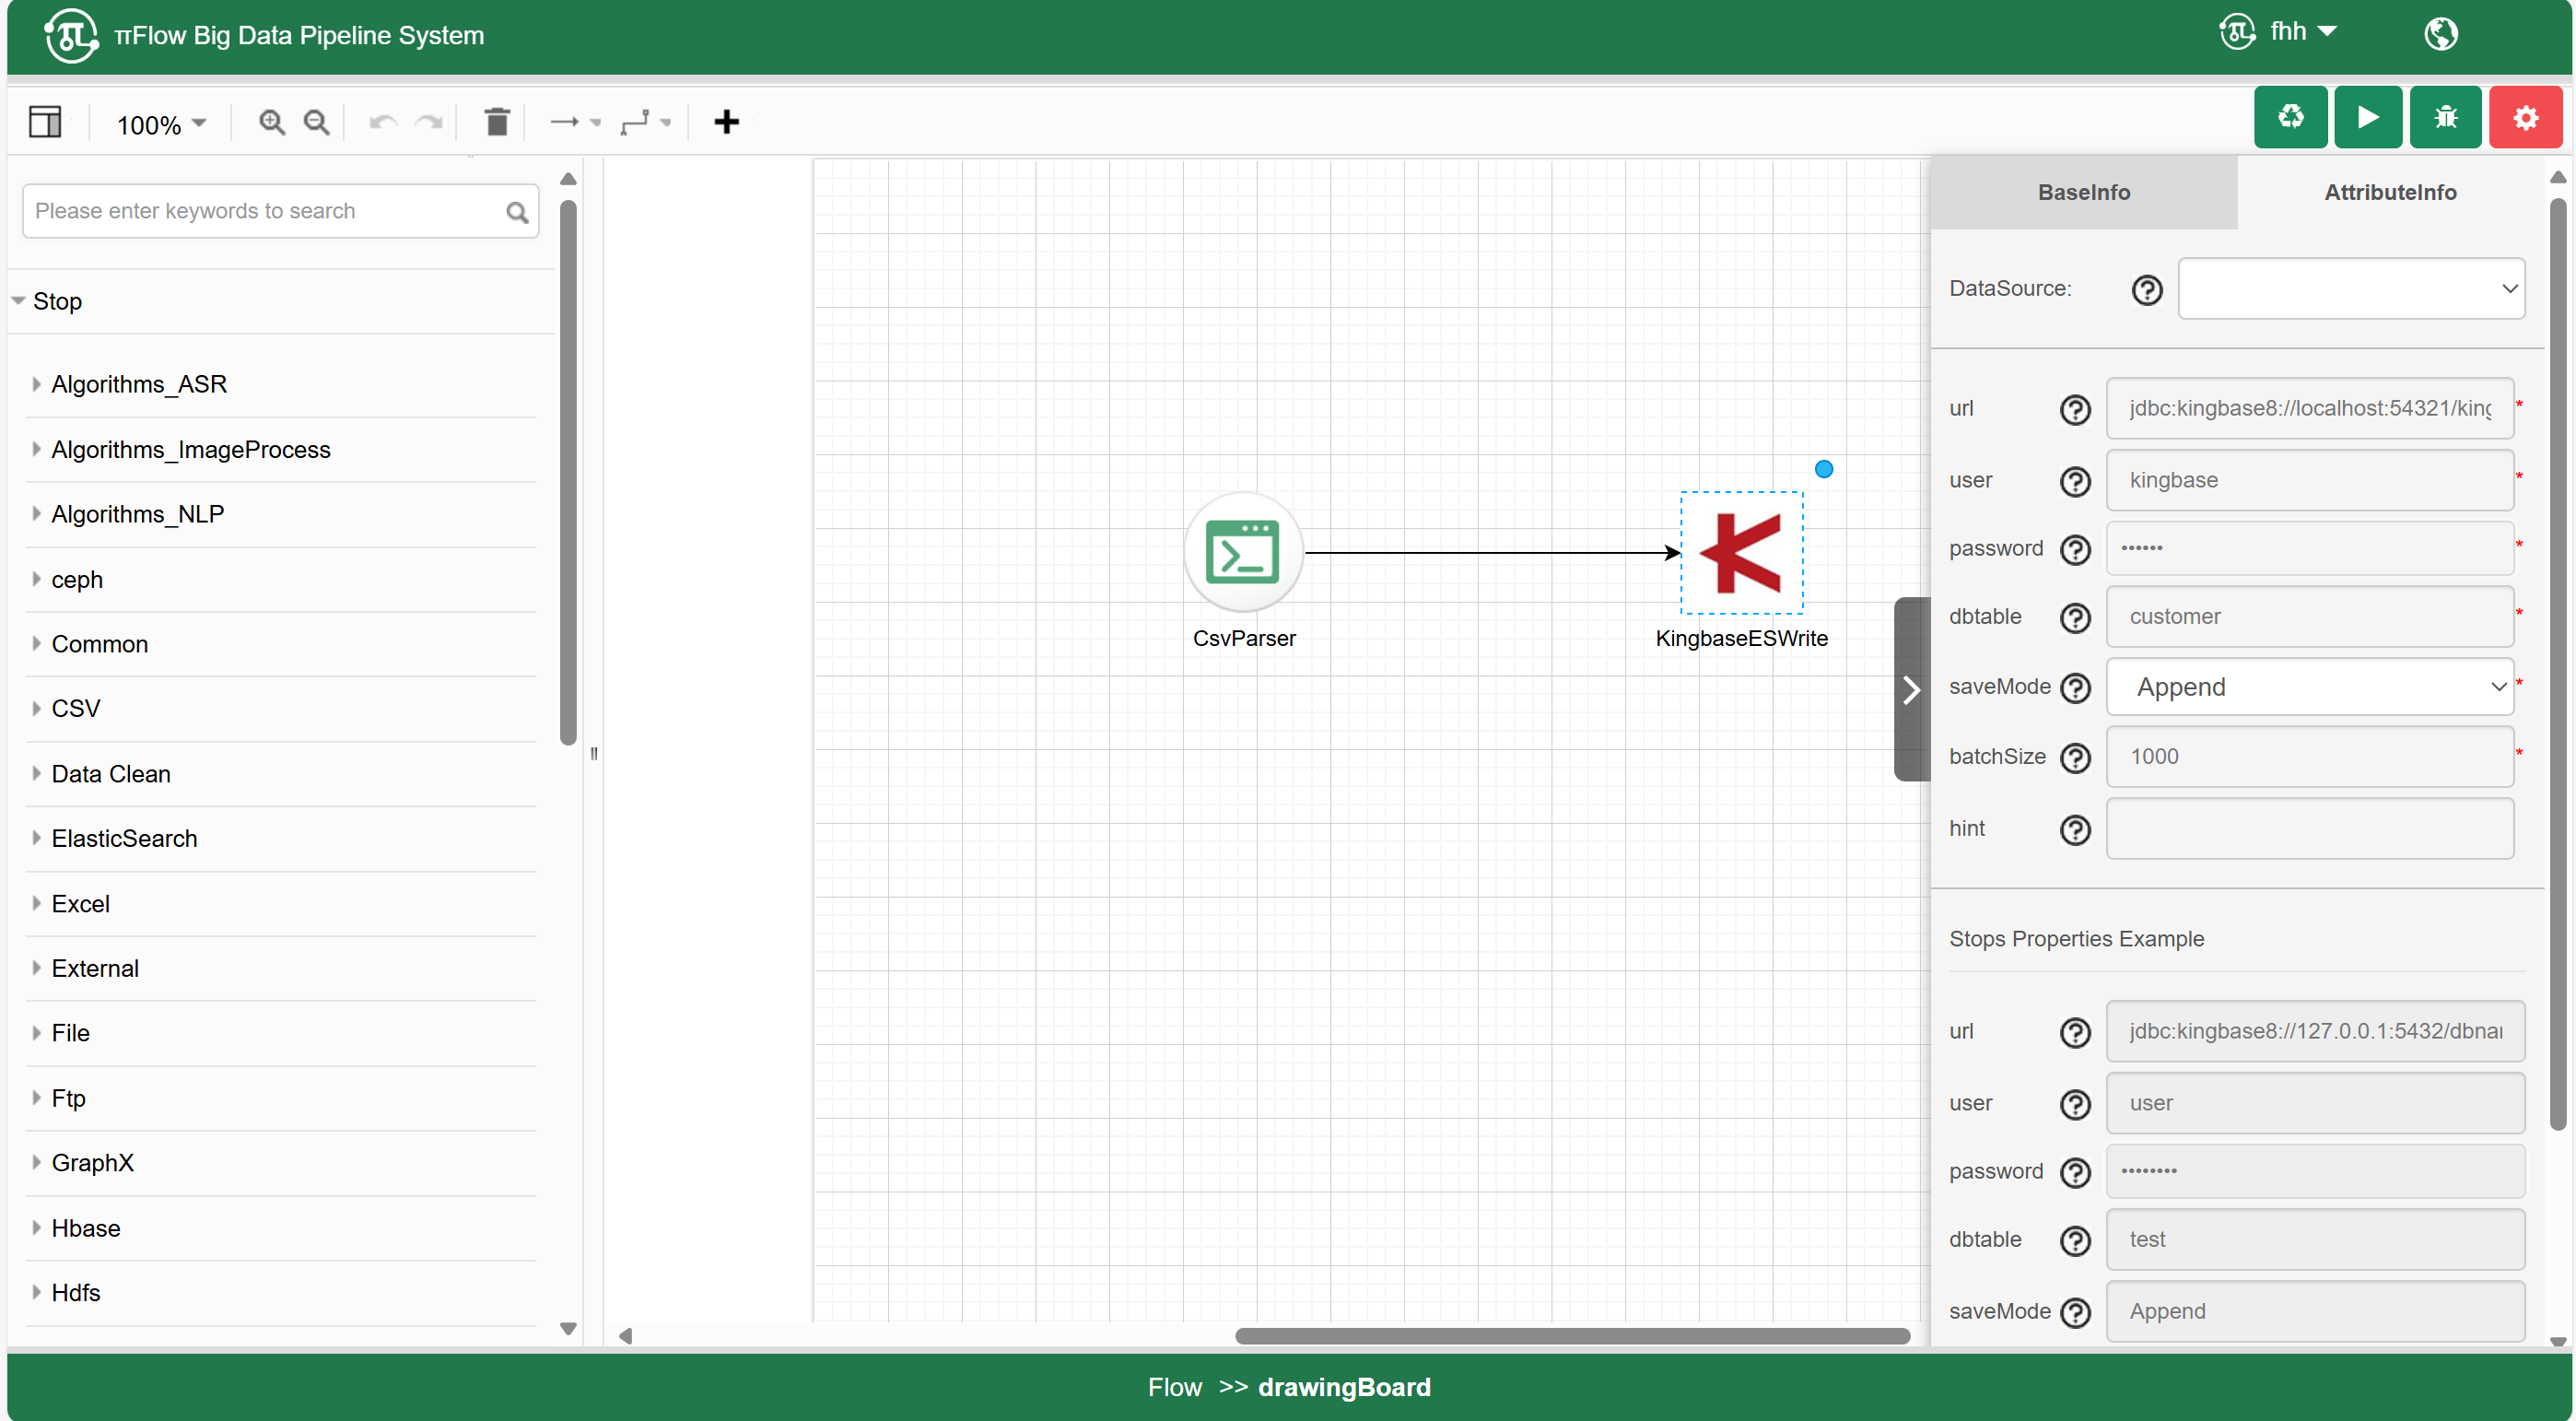 πFlow Big Data Pipeline System
fhh
100%
Please enter keywords to search
Stop
Algorithms_ASR
Algorithms_ImageProcess
Algorithms_NLP
ceph
Common
CSV
Data Clean
ElasticSearch
Excel
External
File
Ftp
GraphX
Hbase
Hdfs
CsvParser
KingbaseESWrite
BaseInfo
AttributeInfo
DataSource:
url
jdbc:kingbase8://localhost:54321/king
*
user
kingbase
*
password
••••••
*
dbtable
customer
*
saveMode
Append
*
batchSize
1000
*
hint
Stops Properties Example
url
jdbc:kingbase8://127.0.0.1:5432/dbnar
user
user
password
••••••••
dbtable
test
saveMode
Append
Flow >> drawingBoard